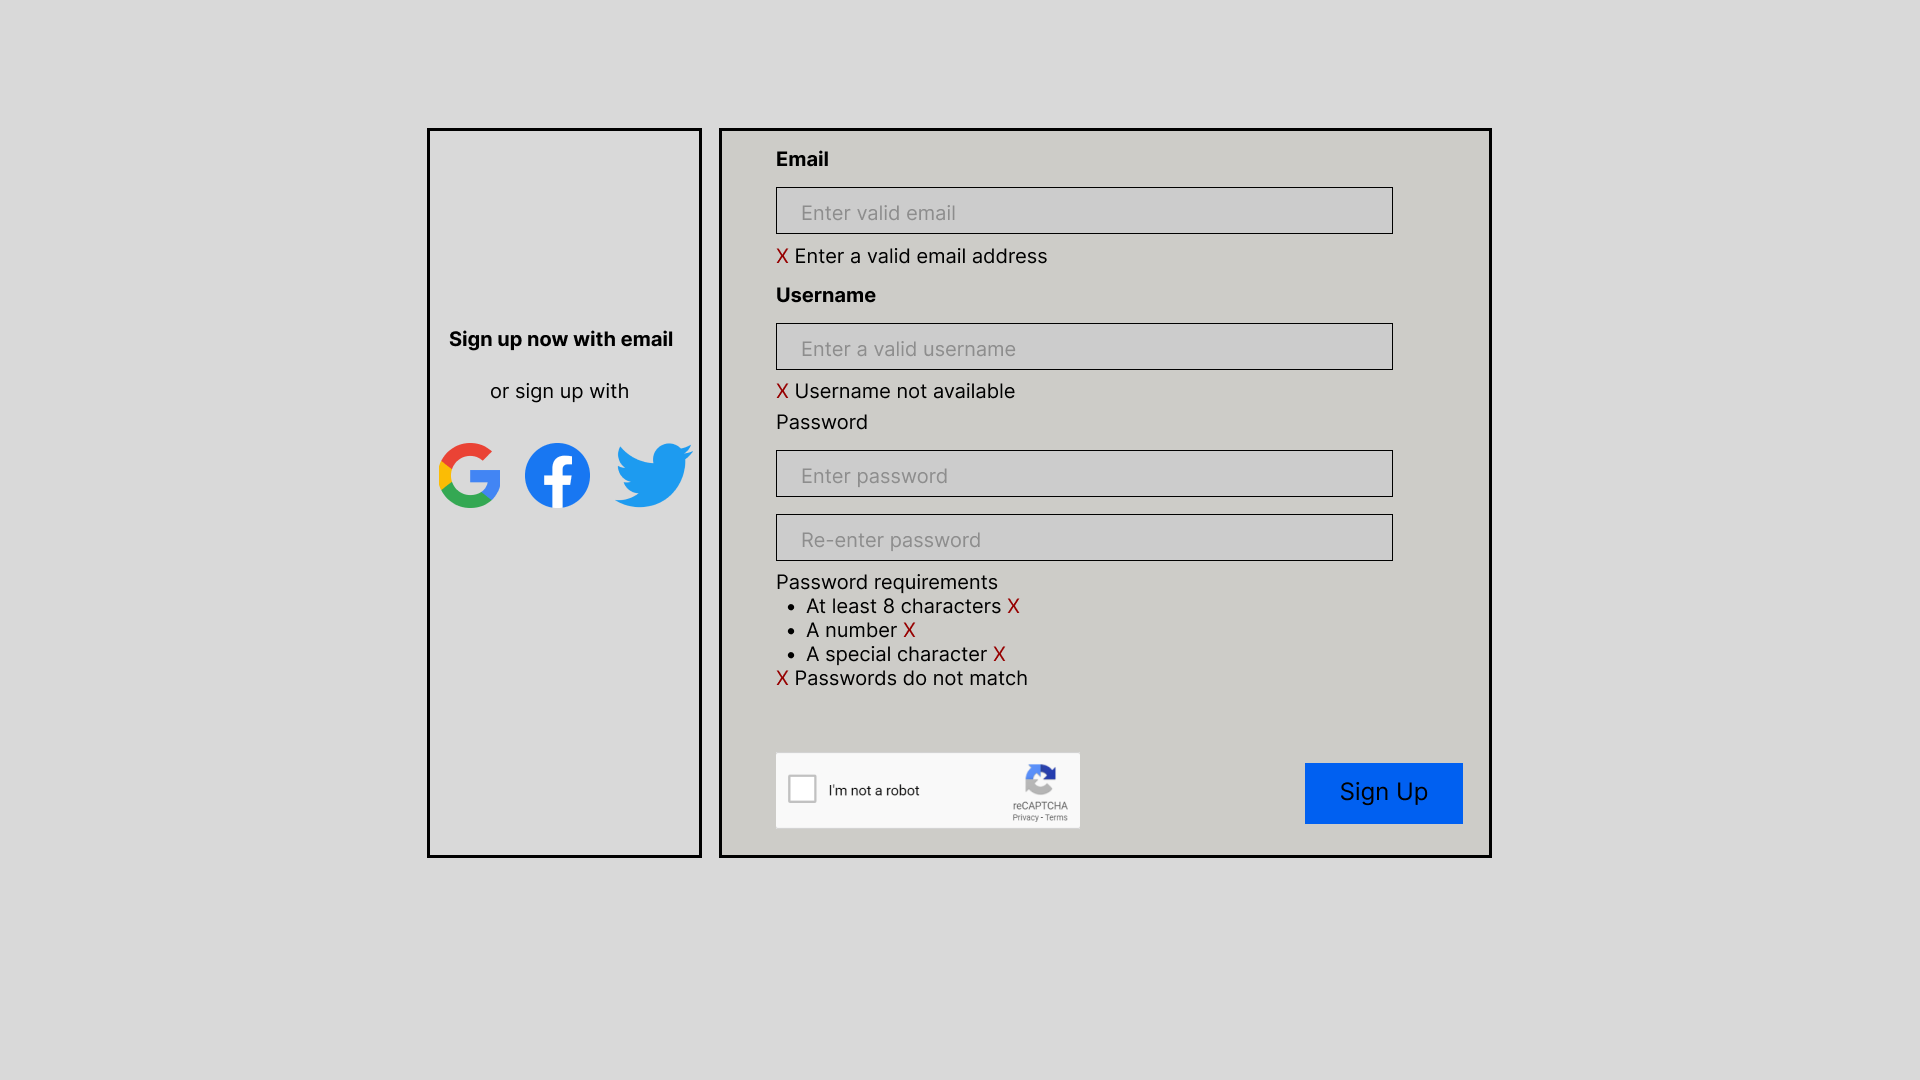 Sign up now with email
or sign up with
Email
Enter valid email
X Enter a valid email address
Username
Enter a valid username
X Username not available
Password
Enter password
Re-enter password
Password requirements
• At least 8 characters X
• A number X
• A special character X
X Passwords do not match
I'm not a robot
reCAPTCHA
Privacy - Terms
Sign Up